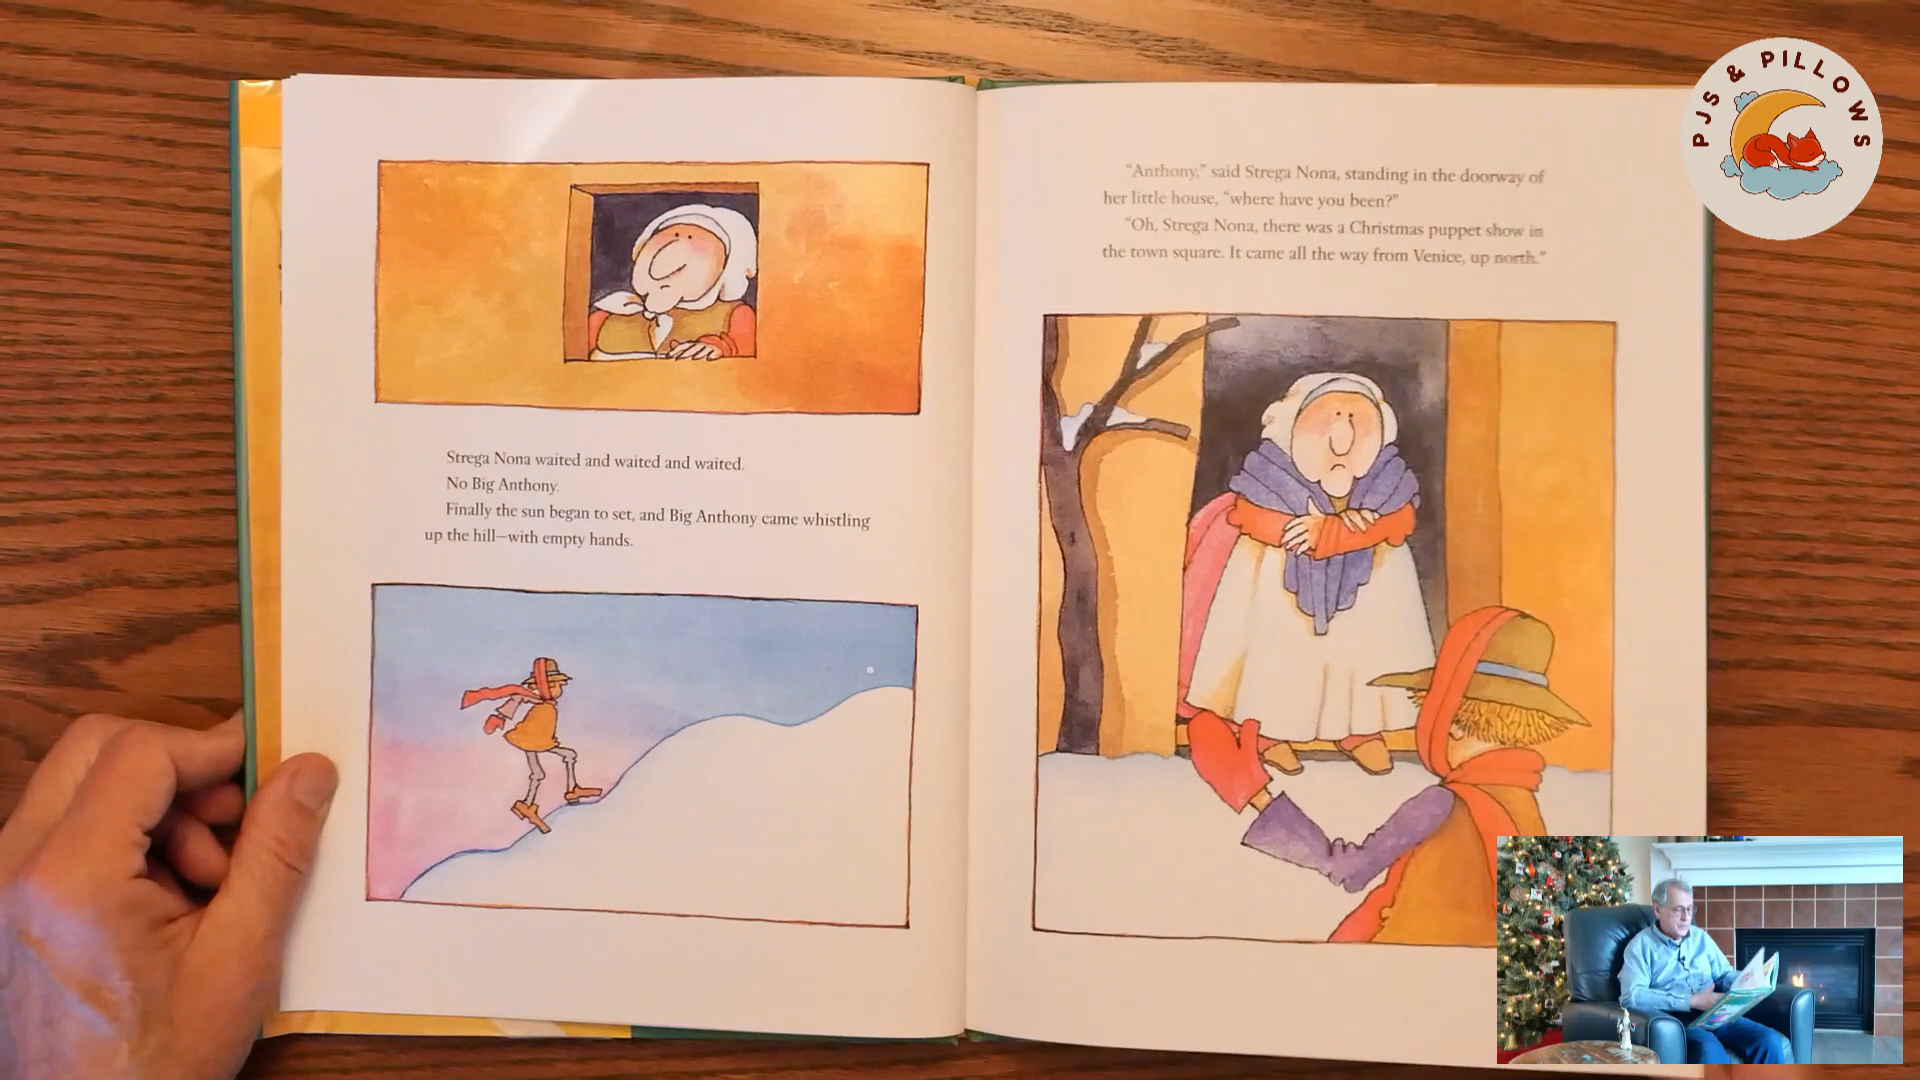 Strega Nona waited and waited and waited.
No Big Anthony.
Finally the sun began to set, and Big Anthony came whistling
up the hill—with empty hands.
“Anthony,” said Strega Nona, standing in the doorway of
her little house, “where have you been?”
“Oh, Strega Nona, there was a Christmas puppet show in
the town square. It came all the way from Venice, up north.”
PJS & PILLOWS